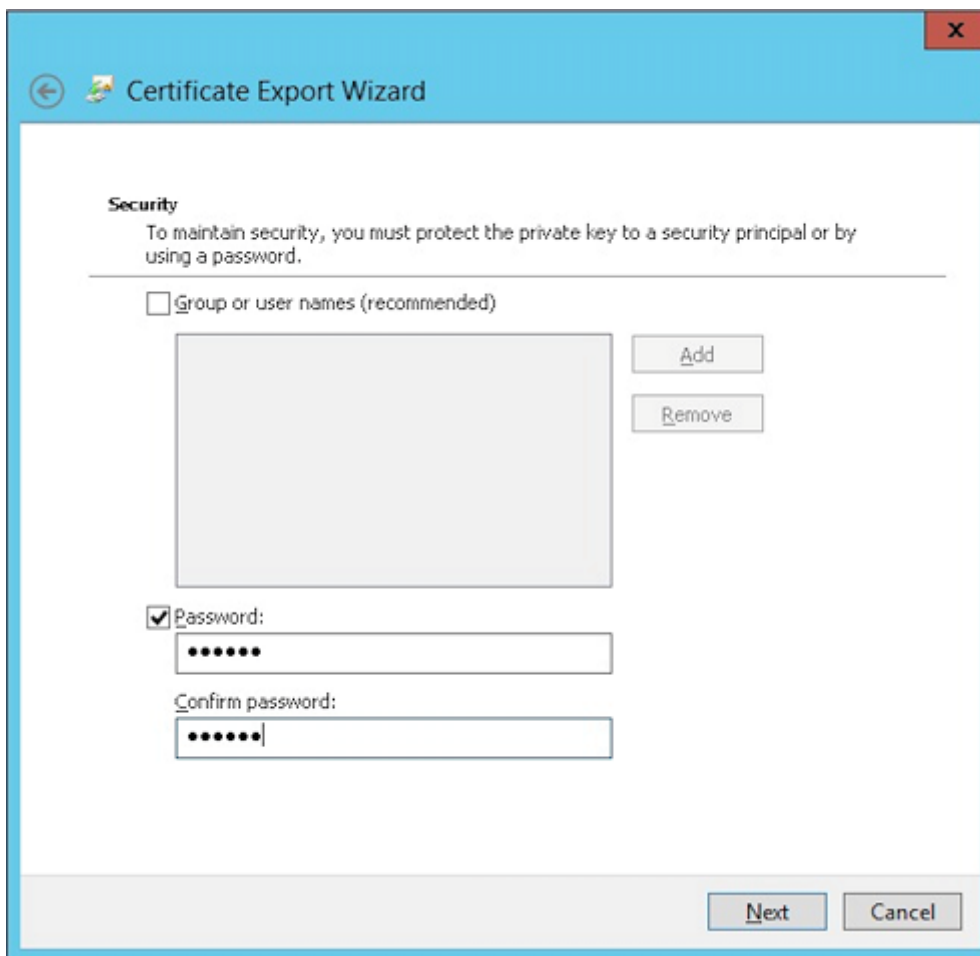 x
Certificate Export Wizard
Security
To maintain security, you must protect the private key to a security principal or by
using a password.
Group or user names (recommended)
Add
Remove
Password:
●●●●●●
Confirm password:
●●●●●●
Next
Cancel